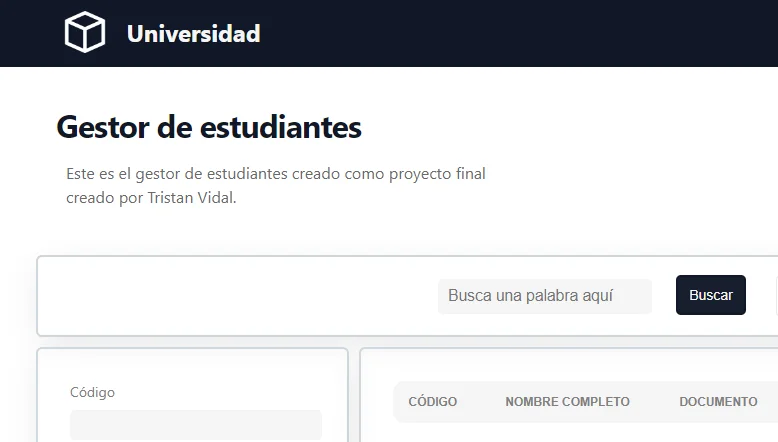 Universidad
Gestor de estudiantes
Este es el gestor de estudiantes creado como proyecto final
creado por Tristan Vidal.
Busca una palabra aquí
Buscar
Código
CÓDIGO
NOMBRE COMPLETO
DOCUMENTO